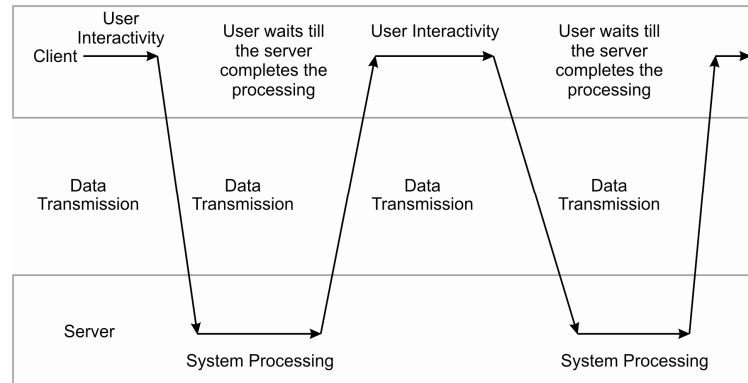 User
Interactivity
Client
User waits till
the server
completes the
processing
User Interactivity
User waits till
the server
completes the
processing
Data
Transmission
Data
Transmission
Data
Transmission
Data
Transmission
Server
System Processing
System Processing